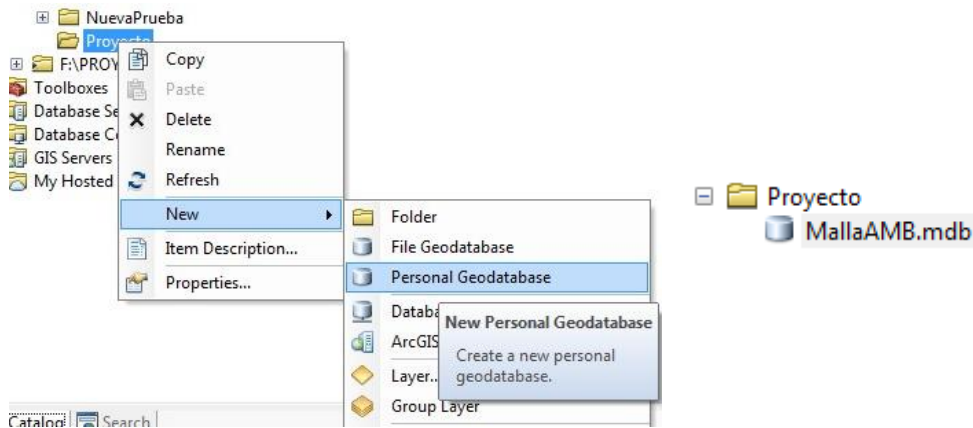 NuevaPrueba
Proyecto
F:\PROY
Toolboxes
Database Se
Database Co
GIS Servers
My Hosted
Copy
Paste
Delete
Rename
Refresh
New
Item Description...
Properties...
Folder
File Geodatabase
Personal Geodatabase
Databa
ArcGIS
Layer..
Group Layer
New Personal Geodatabase
Create a new personal
geodatabase.
Catalog
Search
Proyecto
MallaAMB.mdb